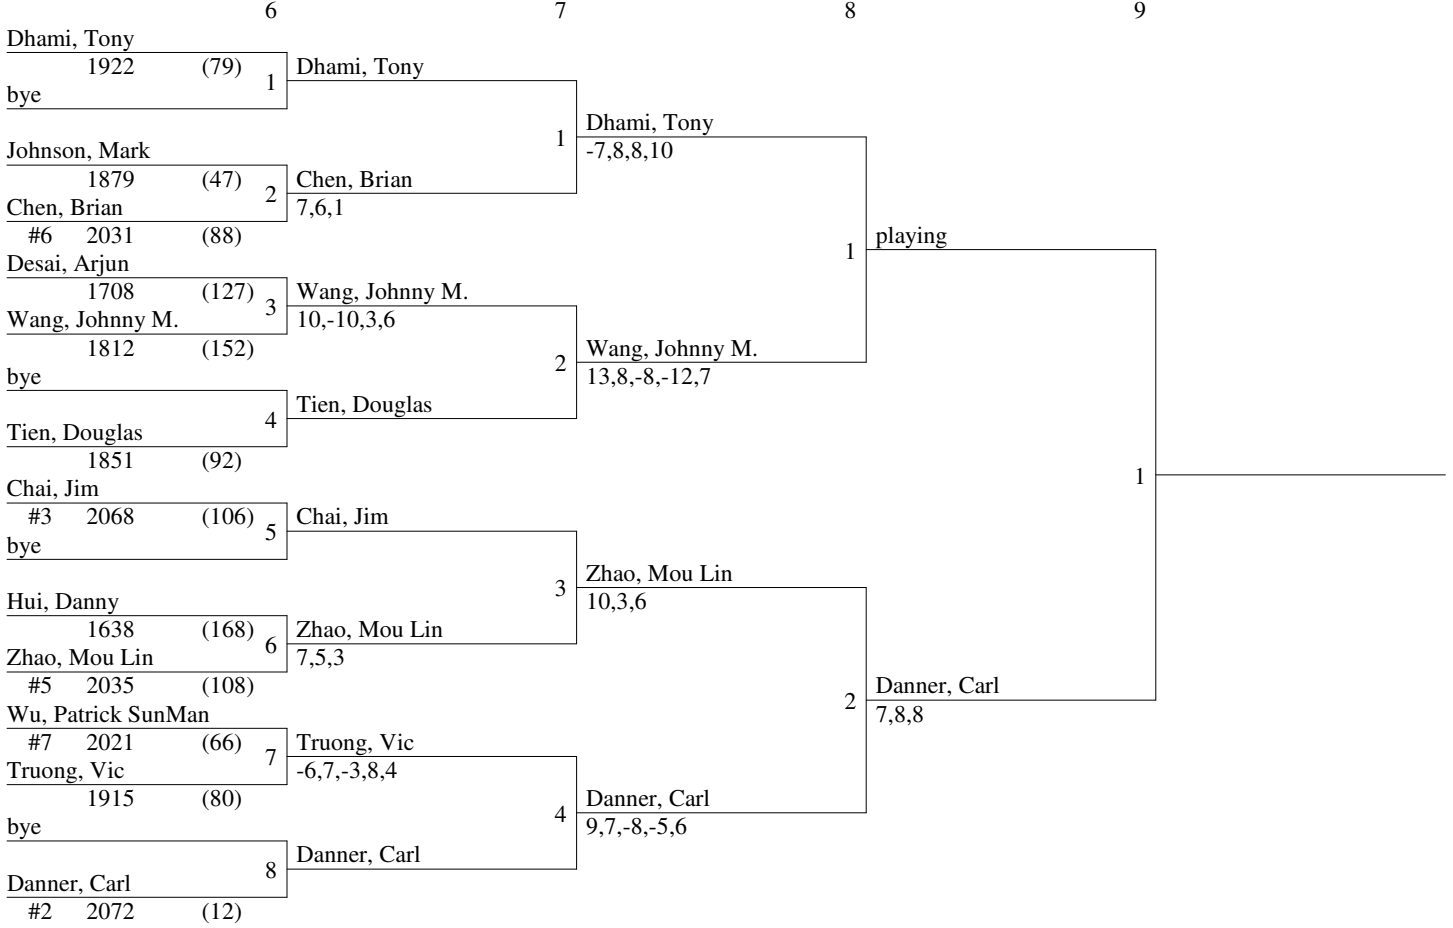 6 7 8 9
Dhami, Tony
1922 (79)
1
Dhami, Tony
bye
Dhami, Tony
1
-7,8,8,10
Johnson, Mark
1879 (47)
2
Chen, Brian
Chen, Brian
7,6,1
#6 2031 (88)
playing
1
Desai, Arjun
1708 (127)
3
Wang, Johnny M.
Wang, Johnny M.
10,-10,3,6
1812 (152)
Wang, Johnny M.
2
13,8,-8,-12,7
bye
4
Tien, Douglas
Tien, Douglas
1851 (92)
1
Chai, Jim
#3 2068 (106)
5
Chai, Jim
bye
Zhao, Mou Lin
3
10,3,6
Hui, Danny
1638 (168)
6
Zhao, Mou Lin
Zhao, Mou Lin
7,5,3
#5 2035 (108)
Danner, Carl
2
7,8,8
Wu, Patrick SunMan
#7 2021 (66)
7
Truong, Vic
Truong, Vic
-6,7,-3,8,4
1915 (80)
Danner, Carl
4
9,7,-8,-5,6
bye
8
Danner, Carl
Danner, Carl
#2 2072 (12)